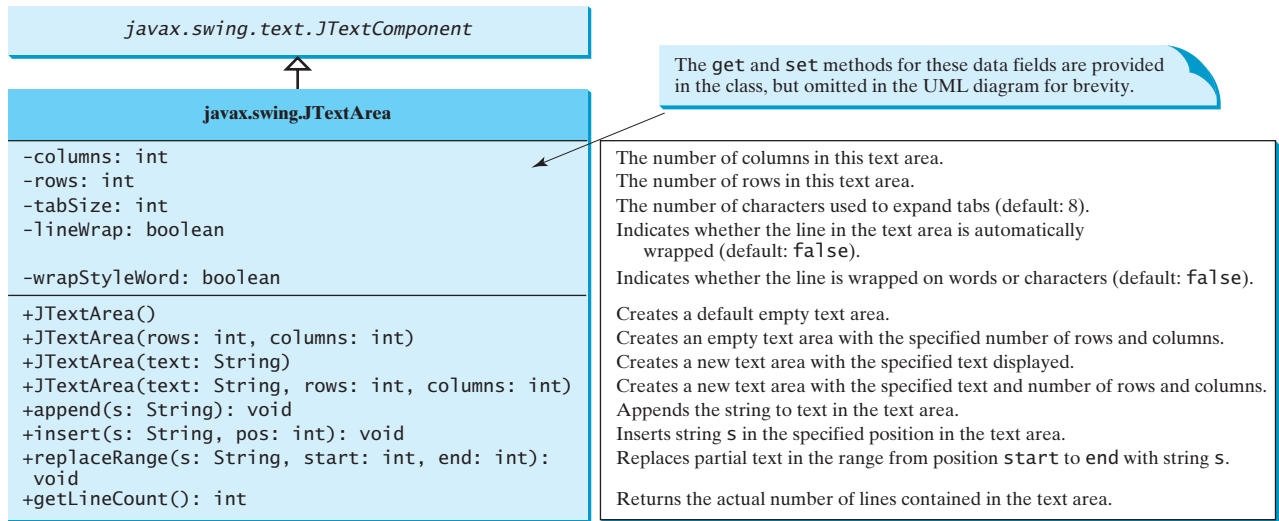 javax.swing.text.JTextComponent
The get and set methods for these data fields are provided
in the class, but omitted in the UML diagram for brevity.
javax.swing.JTextArea
-columns: int
-rows: int
-tabSize: int
-lineWrap: boolean
-wrapStyleWord: boolean
+JTextArea()
+JTextArea(rows: int, columns: int)
+JTextArea(text: String)
+JTextArea(text: String, rows: int, columns: int)
+append(s: String): void
+insert(s: String, pos: int): void
+replaceRange(s: String, start: int, end: int):
void
+getLineCount(): int
The number of columns in this text area.
The number of rows in this text area.
The number of characters used to expand tabs (default: 8).
Indicates whether the line in the text area is automatically
wrapped (default: false).
Indicates whether the line is wrapped on words or characters (default: false).
Creates a default empty text area.
Creates an empty text area with the specified number of rows and columns.
Creates a new text area with the specified text displayed.
Creates a new text area with the specified text and number of rows and columns.
Appends the string to text in the text area.
Inserts string s in the specified position in the text area.
Replaces partial text in the range from position start to end with string s.
Returns the actual number of lines contained in the text area.